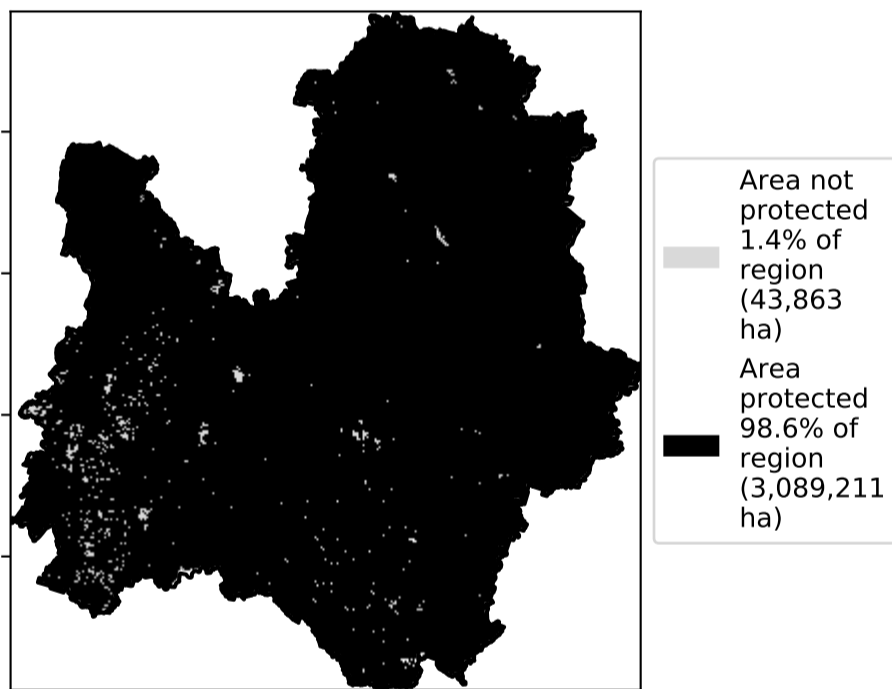 Area not
protected
1.4% of
region
(43,863
ha)
Area
protected
98.6% of
region
(3,089,211
ha)